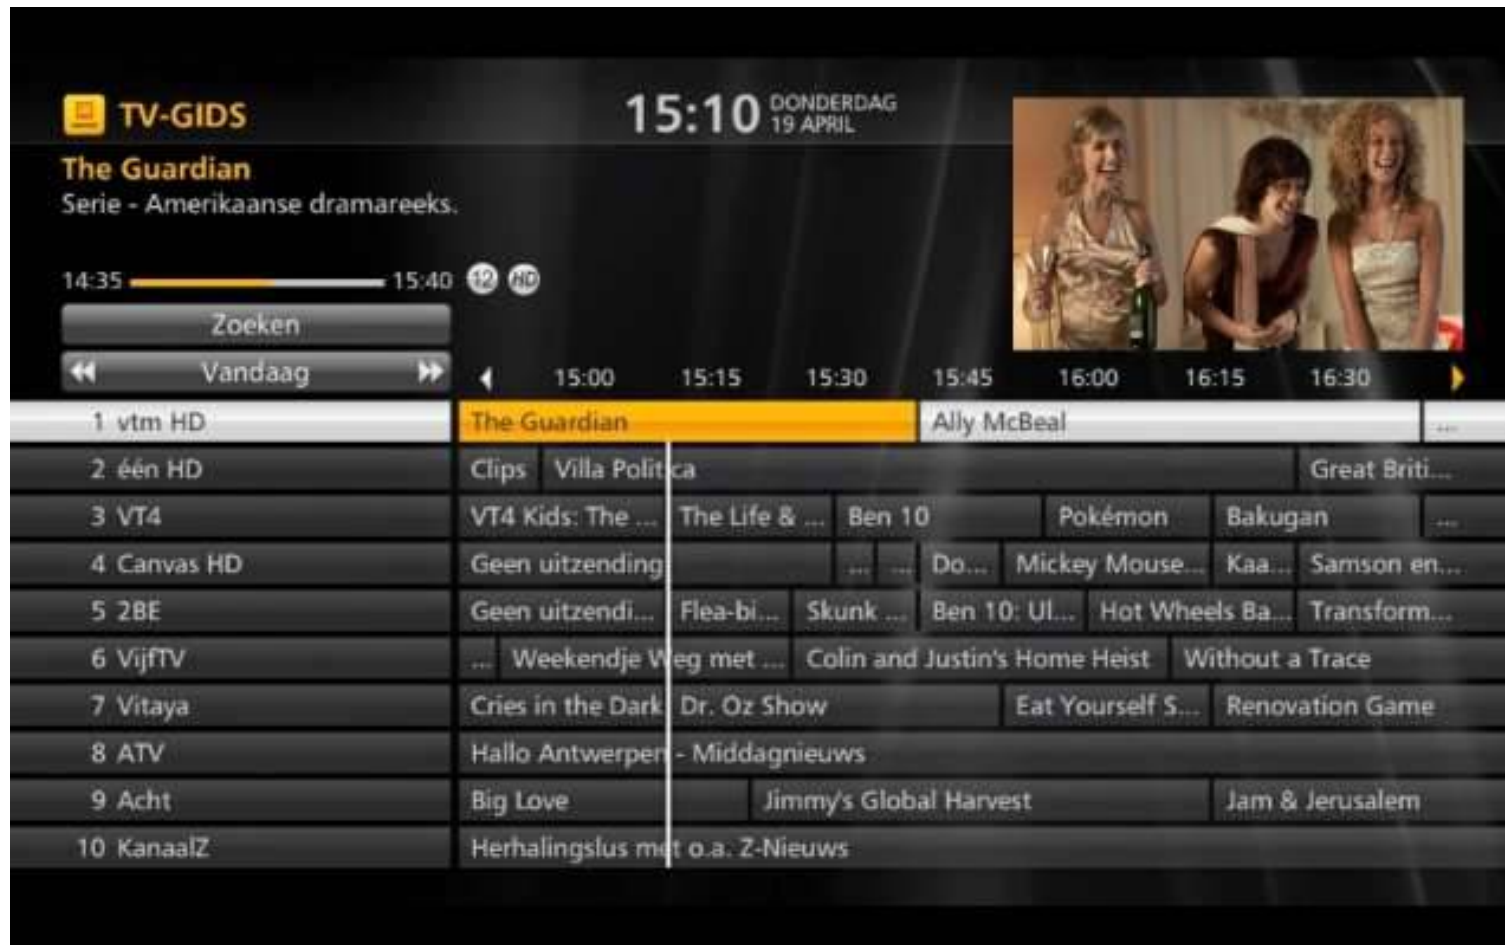 TV-GIDS
15:10 DONDERDAG
19 APRIL
The Guardian
Serie - Amerikaanse dramareeks.
14:35 15:40 12 HD
Zoeken
Vandaag
15:00 15:15 15:30 15:45 16:00 16:15 16:30
1 vtm HD The Guardian Ally McBeal ...
2 één HD Clips Villa Politica Great Briti...
3 VT4 VT4 Kids: The ... The Life & ... Ben 10 Pokémon Bakugan ...
4 Canvas HD Geen uitzending ... ... Do... Mickey Mouse... Kaa... Samson en...
5 2BE Geen uitzendi... Flea-bi... Skunk ... Ben 10: Ul... Hot Wheels Ba... Transform...
6 VijfTV ... Weekendje Weg met ... Colin and Justin's Home Heist Without a Trace
7 Vitaya Cries in the Dark Dr. Oz Show Eat Yourself S... Renovation Game
8 ATV Hallo Antwerpen - Middagnieuws
9 Acht Big Love Jimmy's Global Harvest Jam & Jerusalem
10 KanaalZ Herhalingslus met o.a. Z-Nieuws